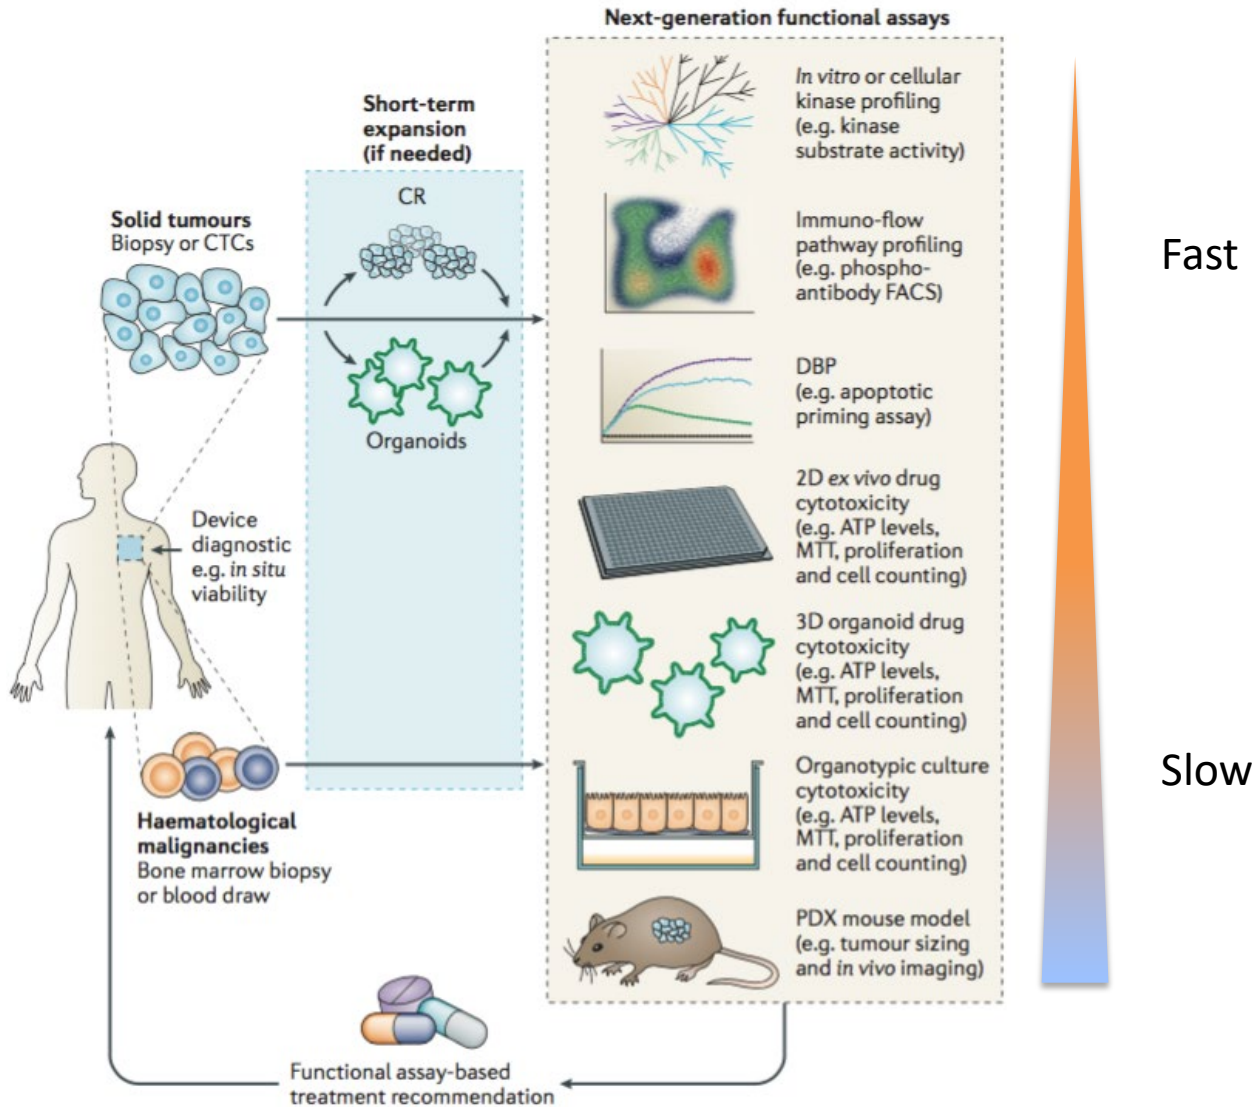 Next-generation functional assays
Short-term
expansion
(if needed)
CR
Organoids
Solid tumours
Biopsy or CTCs
Device
diagnostic
e.g. in situ
viability
Haematological
malignancies
Bone marrow biopsy
or blood draw
In vitro or cellular
kinase profiling
(e.g. kinase
substrate activity)
Immuno-flow
pathway profiling
(e.g. phospho-
antibody FACS)
DBP
(e.g. apoptotic
priming assay)
2D ex vivo drug
cytotoxicity
(e.g. ATP levels,
MTT, proliferation
and cell counting)
3D organoid drug
cytotoxicity
(e.g. ATP levels,
MTT, proliferation
and cell counting)
Organotypic culture
cytotoxicity
(e.g. ATP levels,
MTT, proliferation
and cell counting)
PDX mouse model
(e.g. tumour sizing
and in vivo imaging)
Fast
Slow
Functional assay-based
treatment recommendation